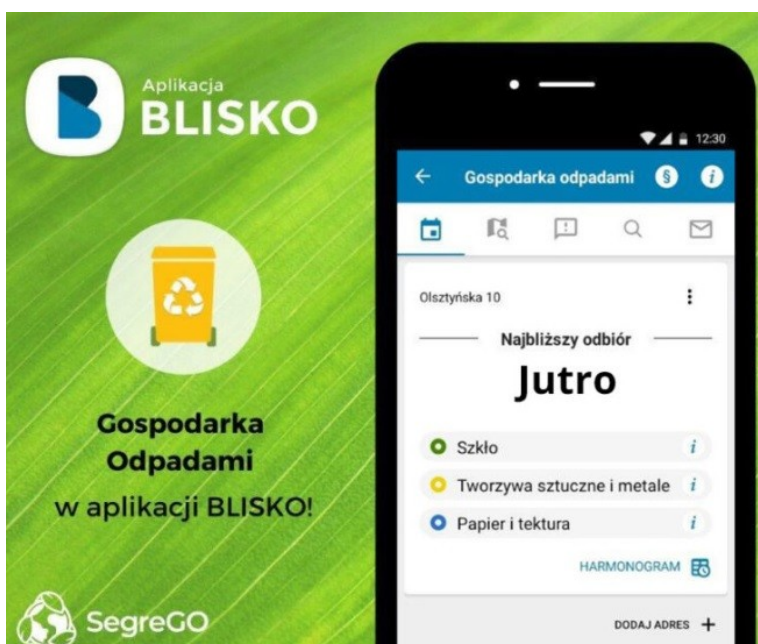 Aplikacja
BLISKO
Gospodarka
Odpadami
w aplikacji BLISKO!
SegreGO
12:30
Gospodarka odpadami § i
Olsztyńska 10
Najbliższy odbiór
Jutro
Szkło i
Tworzywa sztuczne i metale i
Papier i tektura i
HARMONOGRAM
DODAJ ADRES +